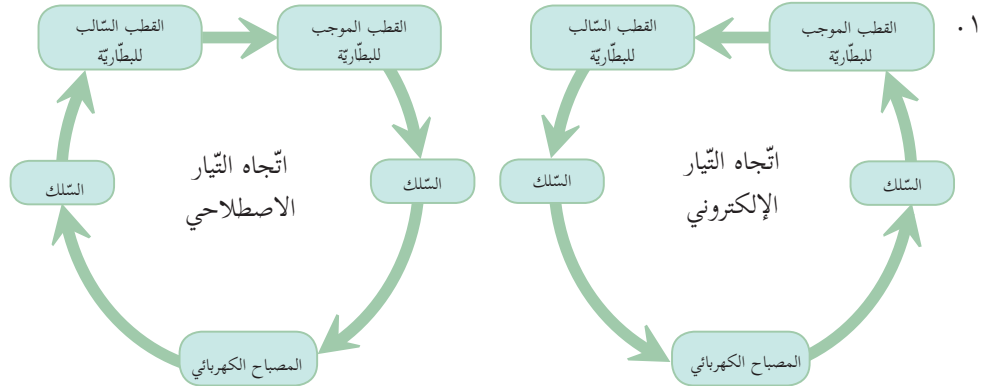 ١.
القطب الموجب
للبطّاريّة
القطب السّالب
للبطّاريّة
السّلك
السّلك
اتّجاه التّيار
الإلكتروني
المصباح الكهربائي
القطب الموجب
للبطّاريّة
القطب السّالب
للبطّاريّة
السّلك
السّلك
اتّجاه التّيار
الاصطلاحي
المصباح الكهربائي